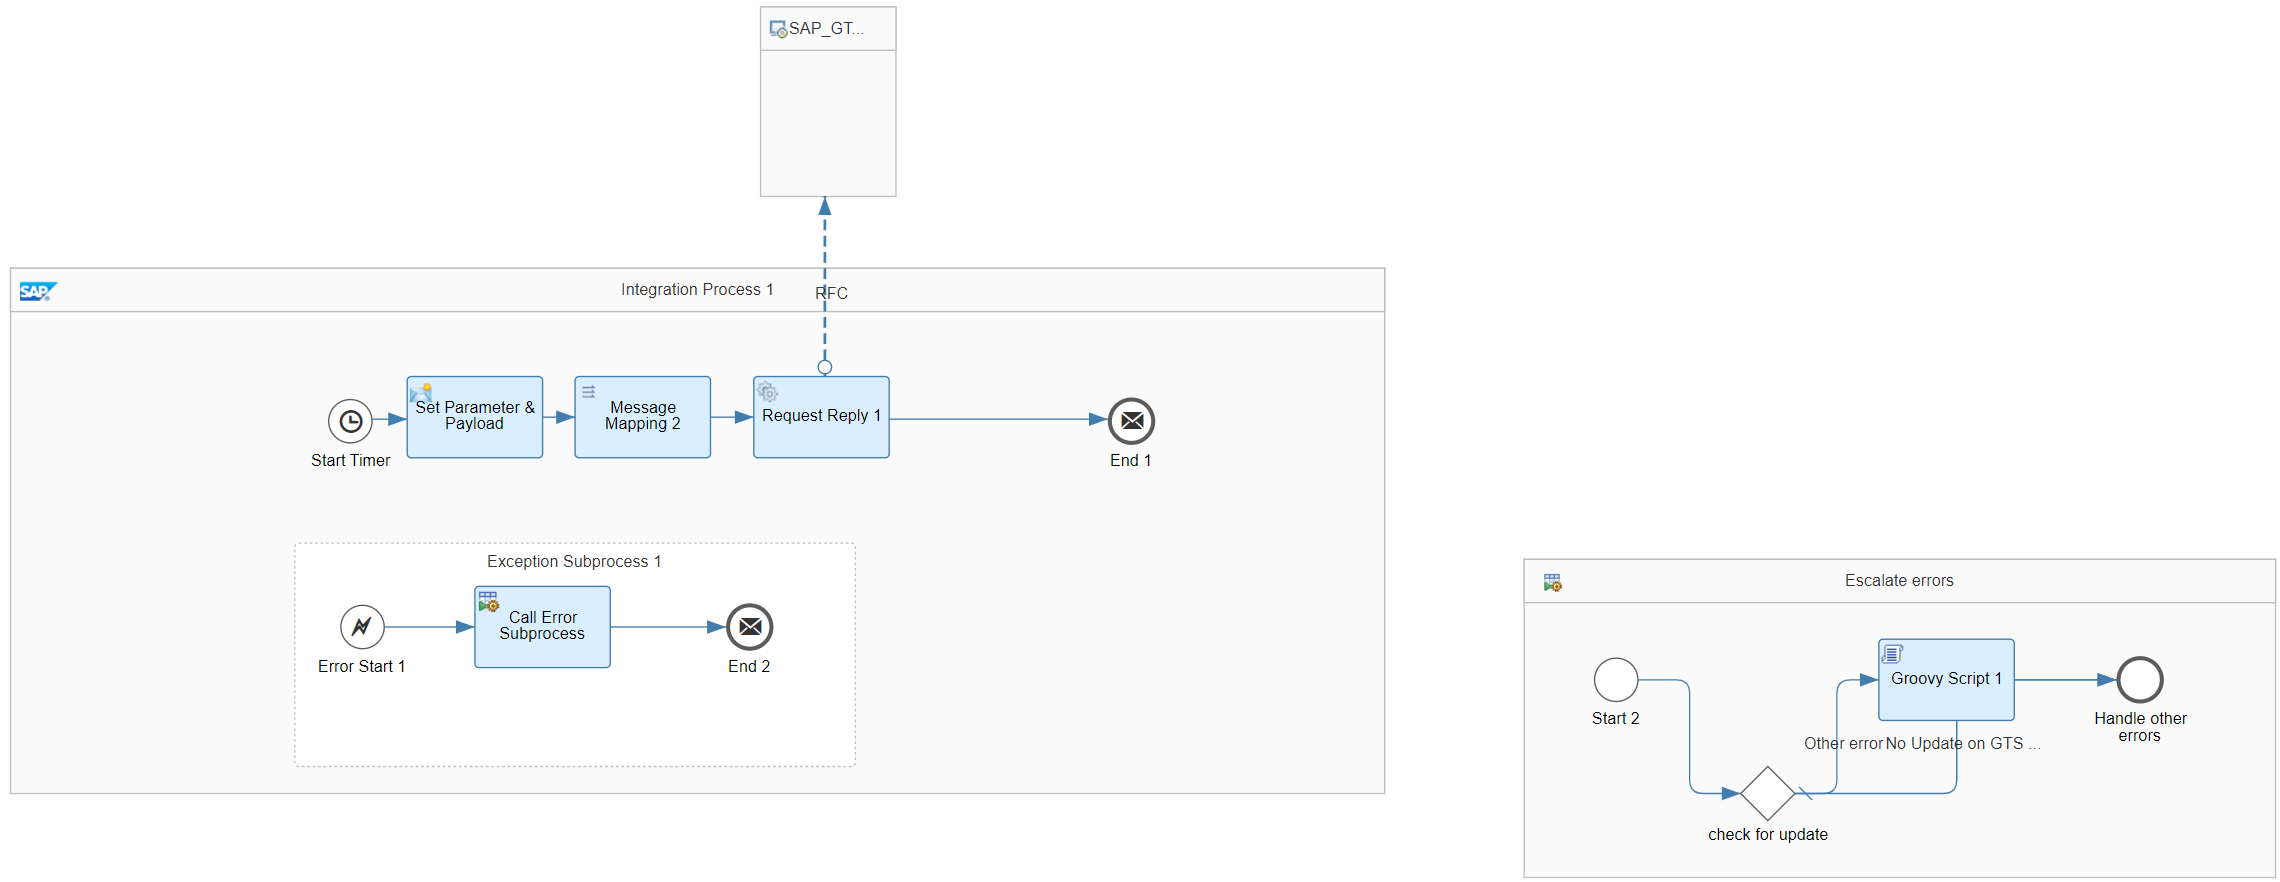 SAP_GT...
SAP
Integration Process 1
RFC
Set Parameter &
Payload
Message
Mapping 2
Request Reply 1
Start Timer
End 1
Exception Subprocess 1
Call Error
Subprocess
Error Start 1
End 2
Escalate errors
Groovy Script 1
Start 2
Handle other
errors
Other error
No Update on GTS ...
check for update